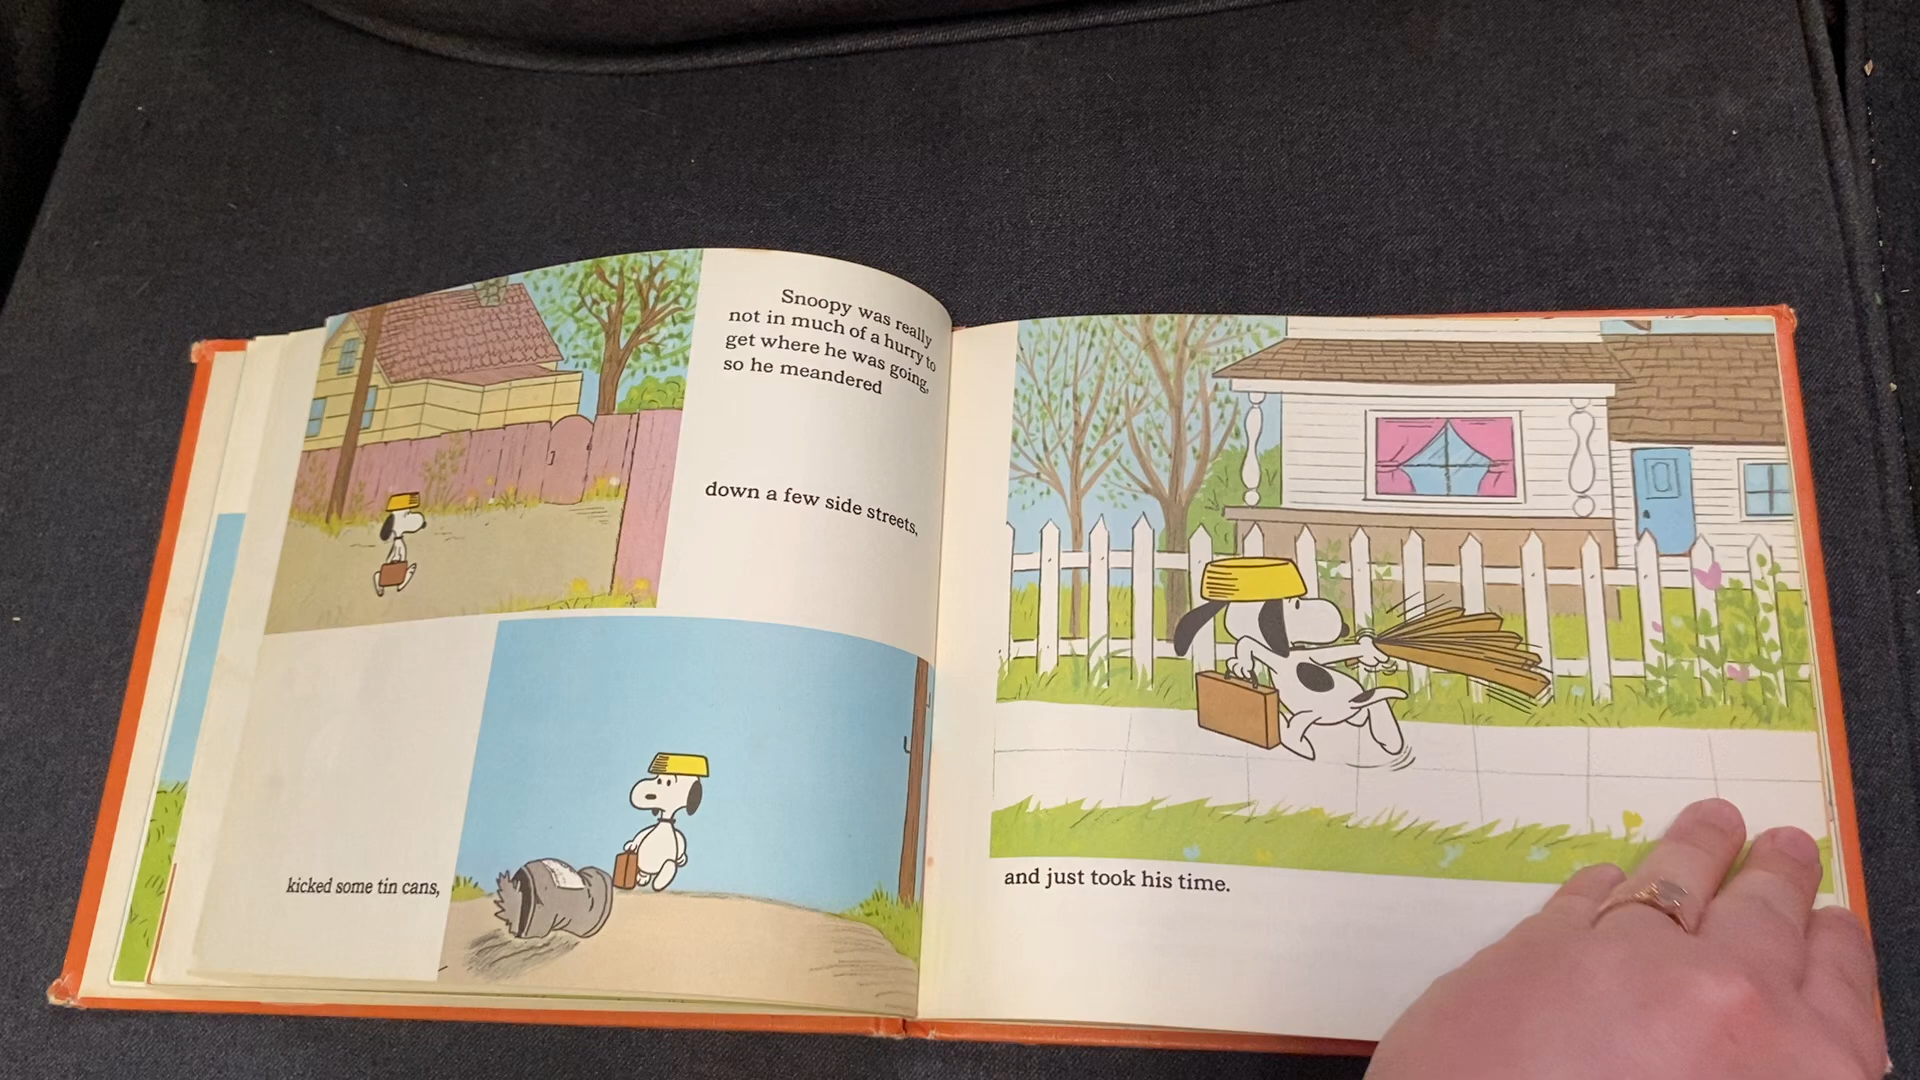 Snoopy was really
not in much of a hurry to
get where he was going,
so he meandered
down a few side streets,
kicked some tin cans,
and just took his time.